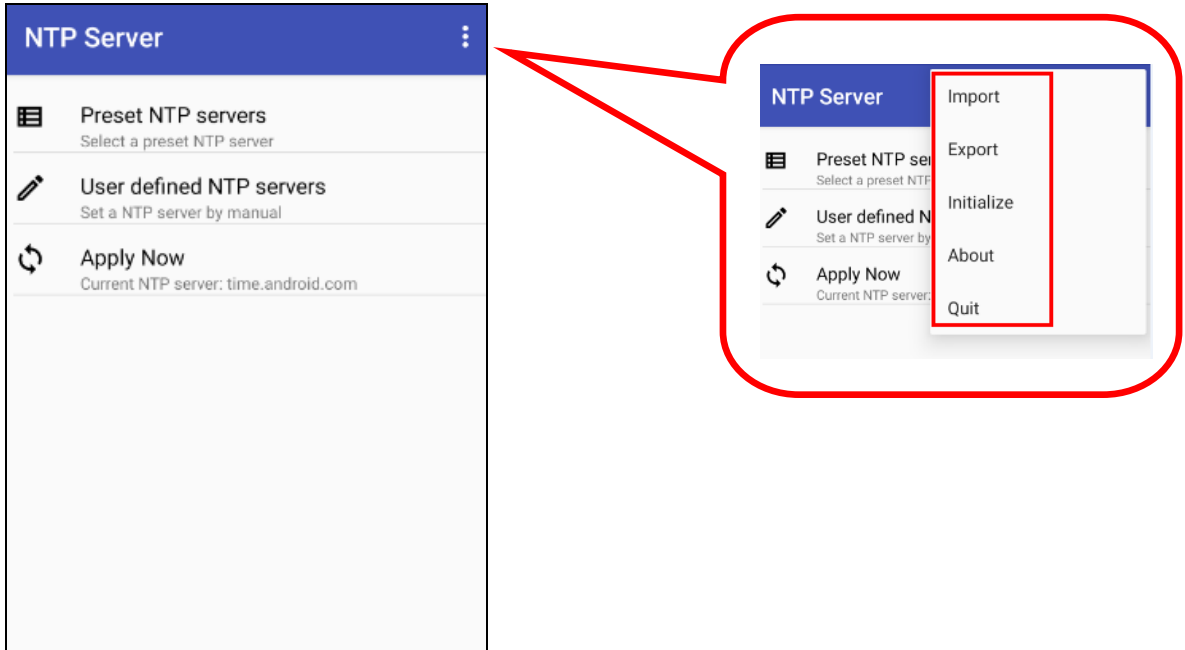 NTP Server
Preset NTP servers
Select a preset NTP server
User defined NTP servers
Set a NTP server by manual
Apply Now
Current NTP server: time.android.com
NTP Server
Preset NTP ser
Select a preset NTP
User defined N
Set a NTP server by
Apply Now
Current NTP server:
Import
Export
Initialize
About
Quit